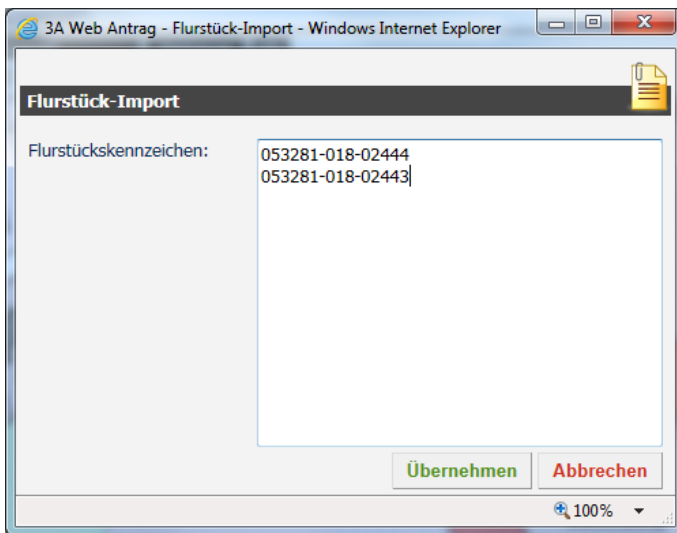 3A Web Antrag - Flurstück-Import - Windows Internet Explorer
Flurstück-Import
Flurstückskennzeichen:
053281-018-02444
053281-018-02443
Übernehmen
Abbrechen
100%